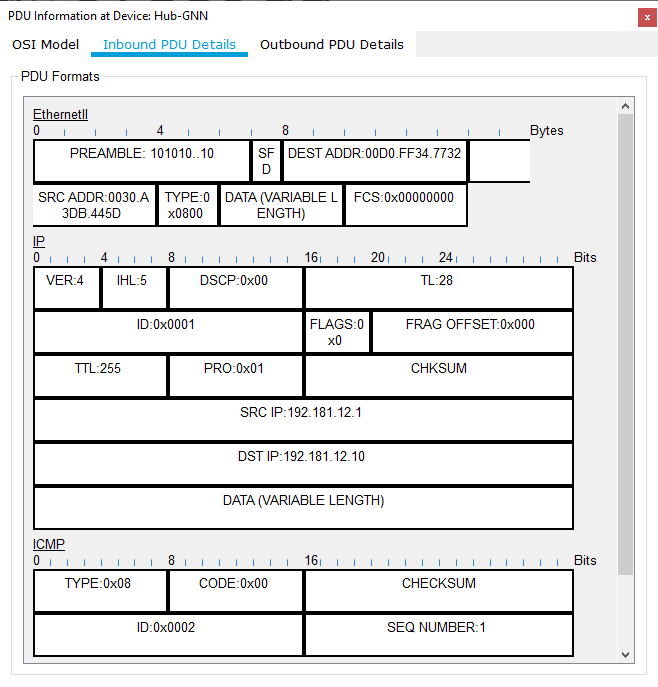 PDU Information at Device: Hub-GNN
OSI Model Inbound PDU Details Outbound PDU Details
PDU Formats
EthernetII
0 4 8 Bytes
PREAMBLE: 101010..10 SF DEST ADDR:00D0.FF34.7732
D
SRC ADDR:0030.A TYPE:0 DATA (VARIABLE L FCS:0x00000000
3DB.445D x0800 ENGTH)
IP
0 4 8 16 20 24 Bits
VER:4 IHL:5 DSCP:0x00 TL:28
ID:0x0001 FLAGS:0 FRAG OFFSET:0x000
x0
TTL:255 PRO:0x01 CHKSUM
SRC IP:192.181.12.1
DST IP:192.181.12.10
DATA (VARIABLE LENGTH)
ICMP
0 8 16 Bits
TYPE:0x08 CODE:0x00 CHECKSUM
ID:0x0002 SEQ NUMBER:1